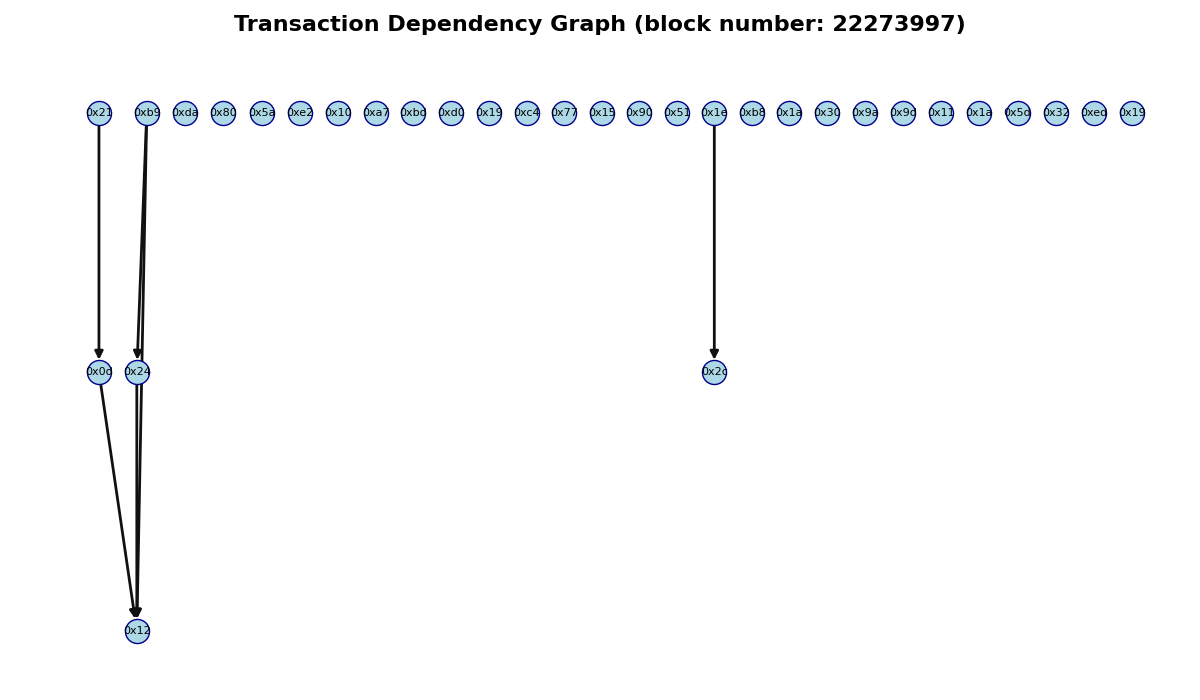 Transaction Dependency Graph (block number: 22273997)
0x21 0xb9 0xda 0x80 0x5a 0xe2 0x10 0xa7 0xbd 0xd0 0x19 0xc4 0x77 0x15 0x90 0x51 0x1e 0xb8 0x1a 0x30 0x9a 0x9d 0x11 0x1a 0x5d 0x32 0xed 0x19
0x0d 0x24 0x2c
0x12